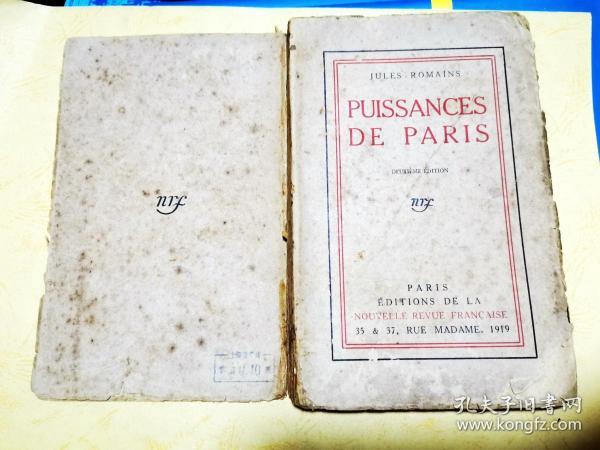 nrf
JULES ROMAINS
PUISSANCES
DE PARIS
DEUXIÈME ÉDITION
nrf
PARIS
ÉDITIONS DE LA
NOUVELLE REVUE FRANÇAISE
35 & 37, RUE MADAME. 1919
孔夫子旧书网
www.kongfz.com